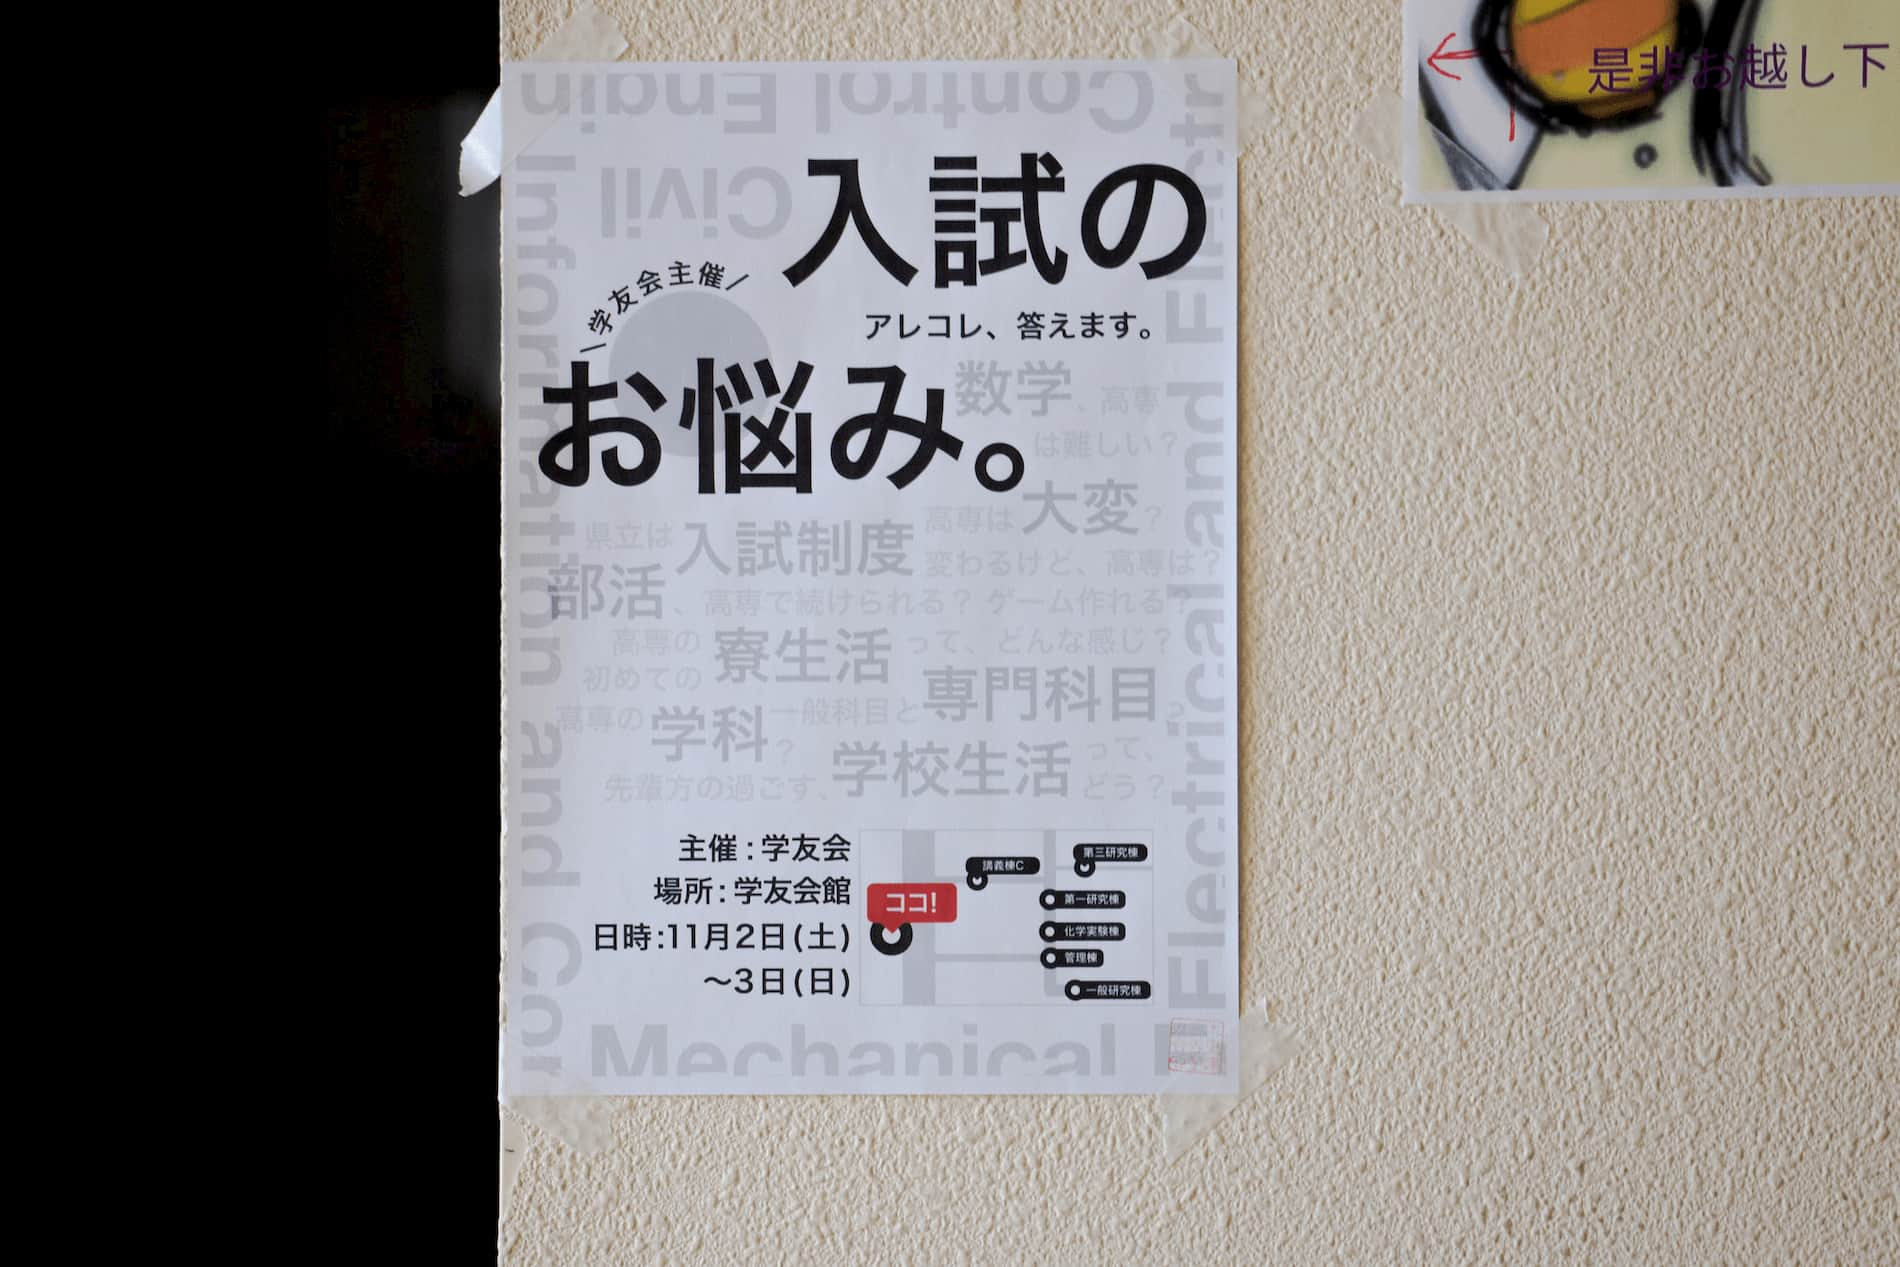 Control Engin
Civil
Information and Con
Electrical and Electr
Mechanical
入試の
\学友会主催/
アレコレ、答えます。
お悩み。
数学、高専
は難しい？
高専は大変？
県立は入試制度変わるけど、高専は？
部活、高専で続けられる？ゲーム作れる？
高専の寮生活って、どんな感じ？
初めての専門科目
高専の学科？一般科目と？
先輩方の過ごす、学校生活って、どう？
主催:学友会
場所:学友会館
日時:11月2日(土)
〜3日(日)
ココ!
講義棟C
第三研究棟
第一研究棟
化学実験棟
管理棟
一般研究棟
是非お越し下